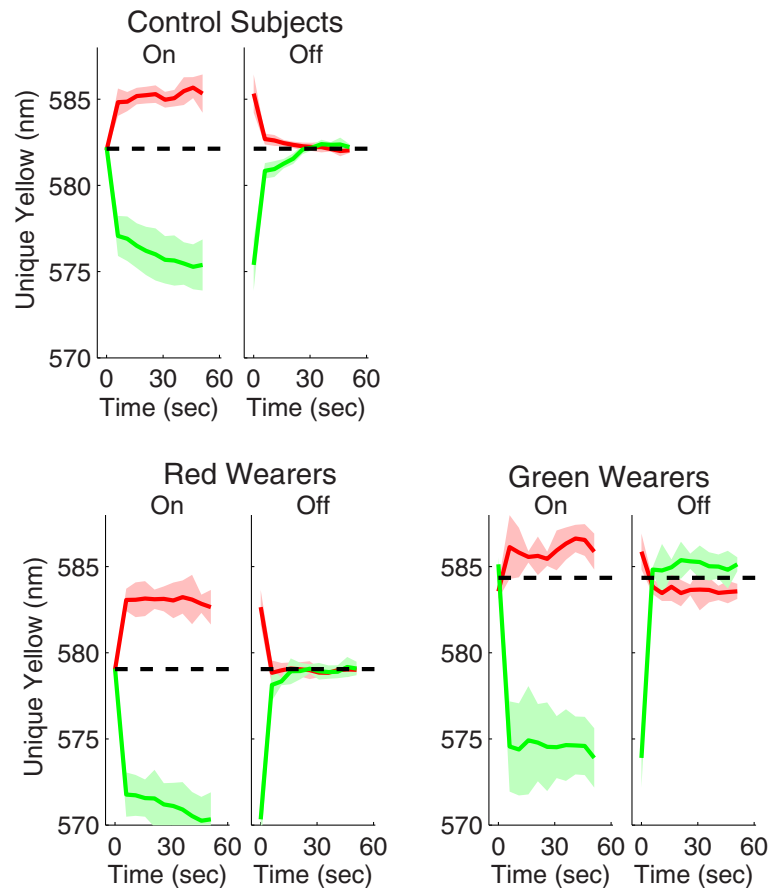 Control Subjects
On
Off
Unique Yellow (nm)
585
580
575
570
0
30
60
0
30
60
Time (sec)
Time (sec)
Red Wearers
On
Off
Unique Yellow (nm)
585
580
575
570
0
30
60
0
30
60
Time (sec)
Time (sec)
Green Wearers
On
Off
585
580
575
570
0
30
60
0
30
60
Time (sec)
Time (sec)